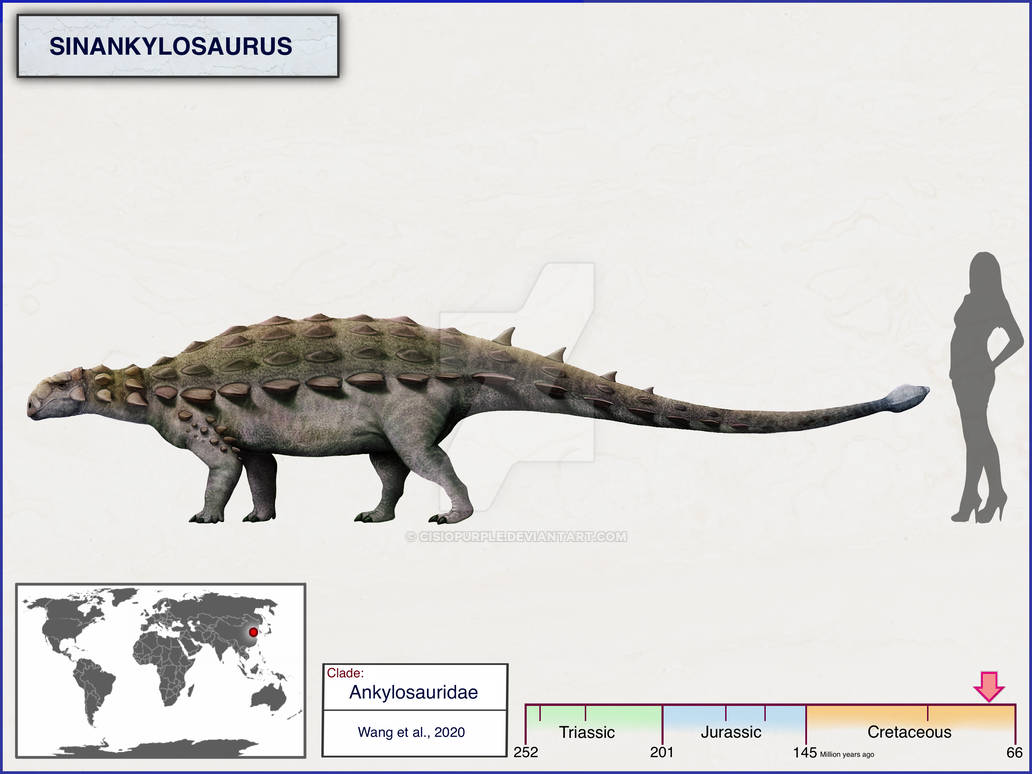 SINANKYLOSAURUS
© CISIOPURPLE.DEVIANTART.COM
Clade:
Ankylosauridae
Wang et al., 2020
Triassic Jurassic Cretaceous
252 201 145 Million years ago 66